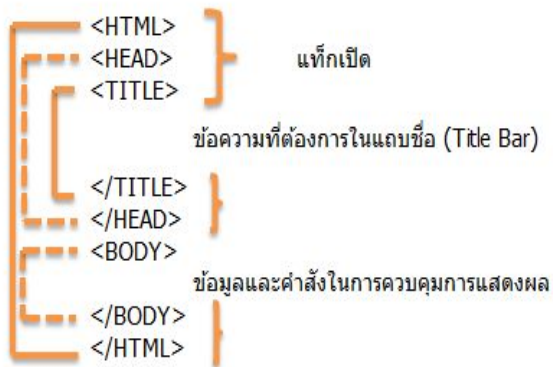 <HTML>
<HEAD> แท็กเปิด
<TITLE>
ข้อความที่ต้องการในแถบชื่อ (Title Bar)
</TITLE>
</HEAD>
<BODY>
ข้อมูลและคำสั่งในการควบคุมการแสดงผล
</BODY>
</HTML>